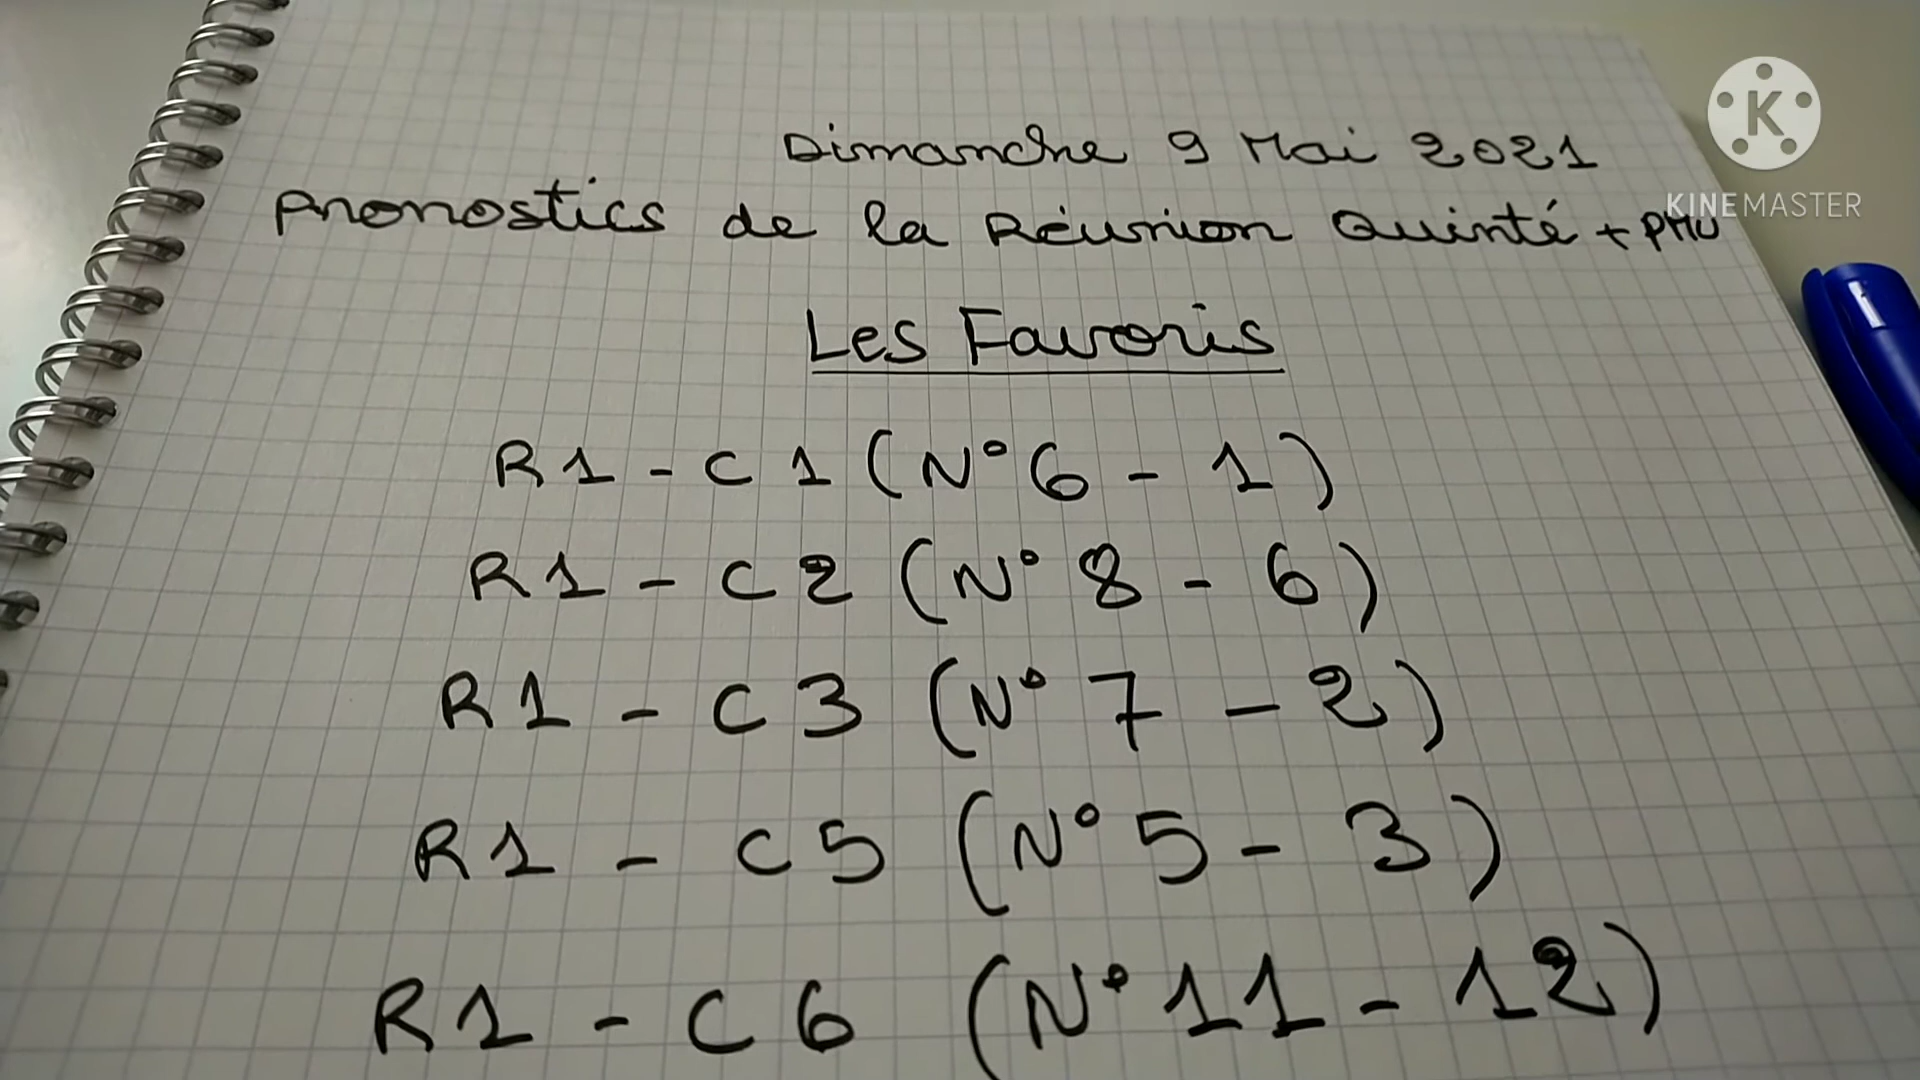 Dimanche 9 Mai 2021
Pronostics de la Réunion Quinté + PMU
Les Favoris
R1 - C1 (N° 6 - 1)
R1 - C2 (N° 8 - 6)
R1 - C3 (N° 7 - 2)
R1 - C5 (N° 5 - 3)
R1 - C6 (N° 11 - 12)
K
KINEMASTER